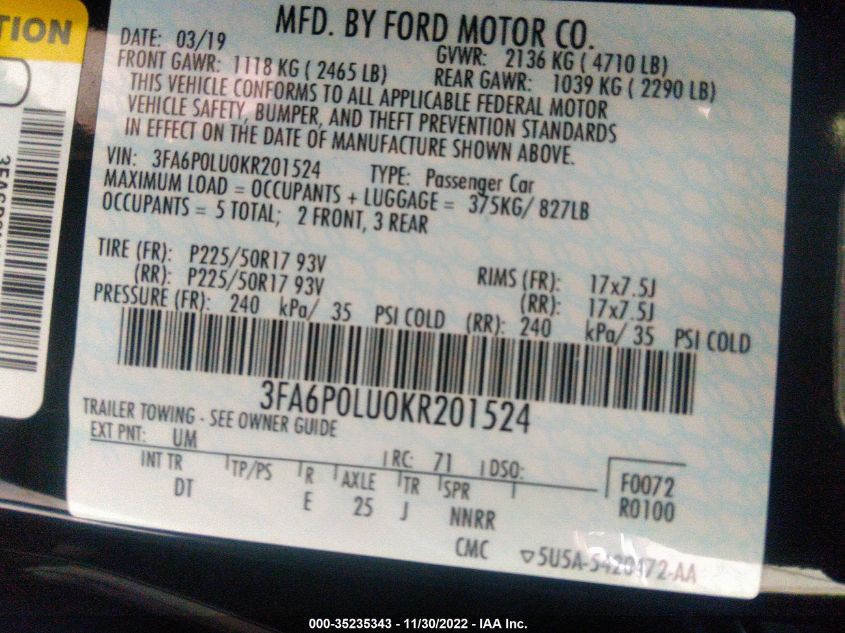 TION
MFD. BY FORD MOTOR CO.
DATE: 03/19 GVWR: 2136 KG ( 4710 LB)
FRONT GAWR: 1118 KG ( 2465 LB) REAR GAWR: 1039 KG ( 2290 LB)
THIS VEHICLE CONFORMS TO ALL APPLICABLE FEDERAL MOTOR
VEHICLE SAFETY, BUMPER, AND THEFT PREVENTION STANDARDS
IN EFFECT ON THE DATE OF MANUFACTURE SHOWN ABOVE.
VIN: 3FA6P0LU0KR201524 TYPE: Passenger Car
MAXIMUM LOAD = OCCUPANTS + LUGGAGE = 375KG/ 827LB
OCCUPANTS = 5 TOTAL; 2 FRONT, 3 REAR
TIRE (FR): P225/50R17 93V RIMS (FR): 17x7.5J
(RR): P225/50R17 93V (RR): 17x7.5J
PRESSURE (FR): 240 kPa/ 35 PSI COLD (RR): 240 kPa/ 35 PSI COLD
3FA6P0LU0KR201524
TRAILER TOWING - SEE OWNER GUIDE
EXT PNT: UM RC: 71 DSO:
INT TR TP/PS R AXLE TR SPR F0072
DT E 25 J NNRR R0100
CMC ▽5U5A-5420472-AA
000-35235343 - 11/30/2022 - IAA Inc.